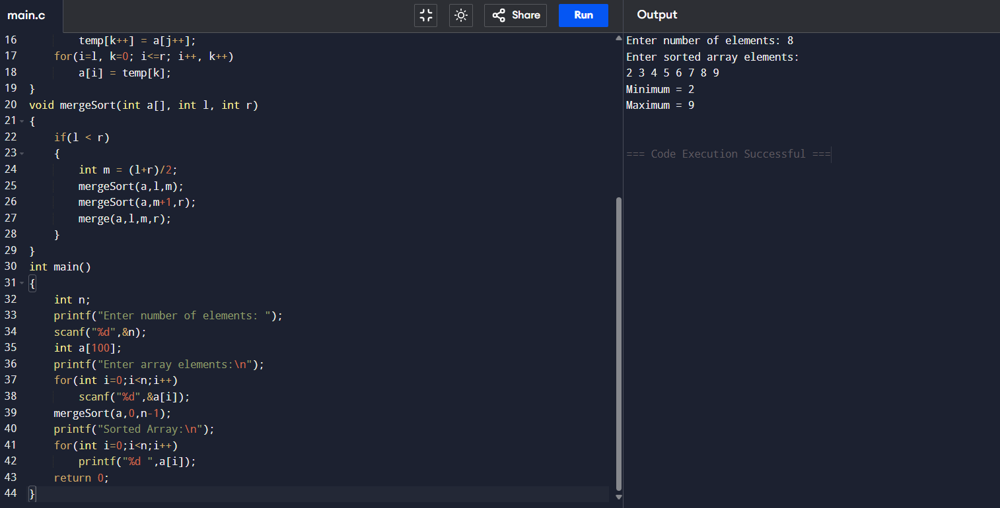 main.c
Share
Run
Output
16 temp[k++] = a[j++];
17 for(i=l, k=0; i<=r; i++, k++)
18 a[i] = temp[k];
19 }
20 void mergeSort(int a[], int l, int r)
21 {
22 if(l < r)
23 {
24 int m = (l+r)/2;
25 mergeSort(a,l,m);
26 mergeSort(a,m+1,r);
27 merge(a,l,m,r);
28 }
29 }
30 int main()
31 {
32 int n;
33 printf("Enter number of elements: ");
34 scanf("%d",&n);
35 int a[100];
36 printf("Enter array elements:\n");
37 for(int i=0;i<n;i++)
38 scanf("%d",&a[i]);
39 mergeSort(a,0,n-1);
40 printf("Sorted Array:\n");
41 for(int i=0;i<n;i++)
42 printf("%d ",a[i]);
43 return 0;
44 }
Enter number of elements: 8
Enter sorted array elements:
2 3 4 5 6 7 8 9
Minimum = 2
Maximum = 9
=== Code Execution Successful ===